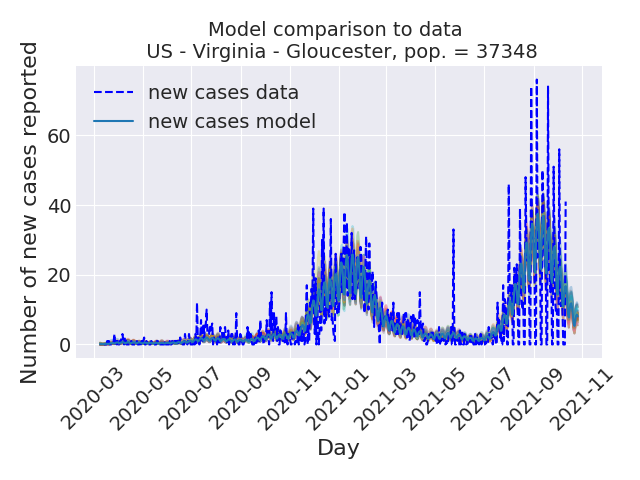 Model comparison to data
US - Virginia - Gloucester, pop. = 37348
Number of new cases reported
new cases data
new cases model
60
40
20
0
2020-03
2020-05
2020-07
2020-09
2020-11
2021-01
2021-03
2021-05
2021-07
2021-09
2021-11
Day